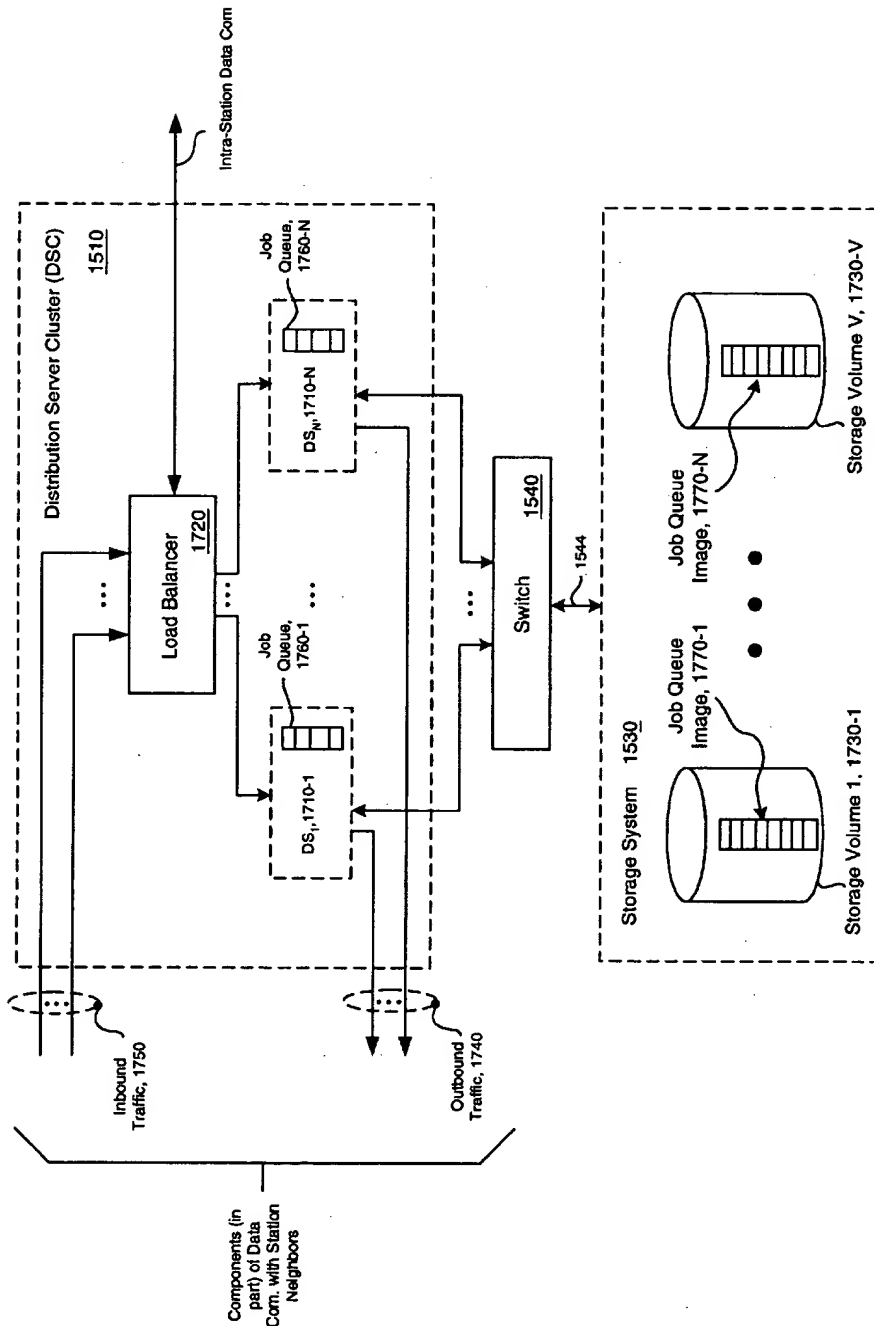 Intra-Station Data Com
Distribution Server Cluster (DSC)
1510
Load Balancer
1720
Job
Queue,
1760-N
DS_N, 1710-N
Job
Queue,
1760-1
DS_1, 1710-1
Inbound
Traffic, 1750
Outbound
Traffic, 1740
Components (in
part) of Data
Com. with Station
Neighbors
Switch
1540
1544
Storage System 1530
Job Queue
Image, 1770-1
Job Queue
Image, 1770-N
Storage Volume 1, 1730-1
Storage Volume V, 1730-V